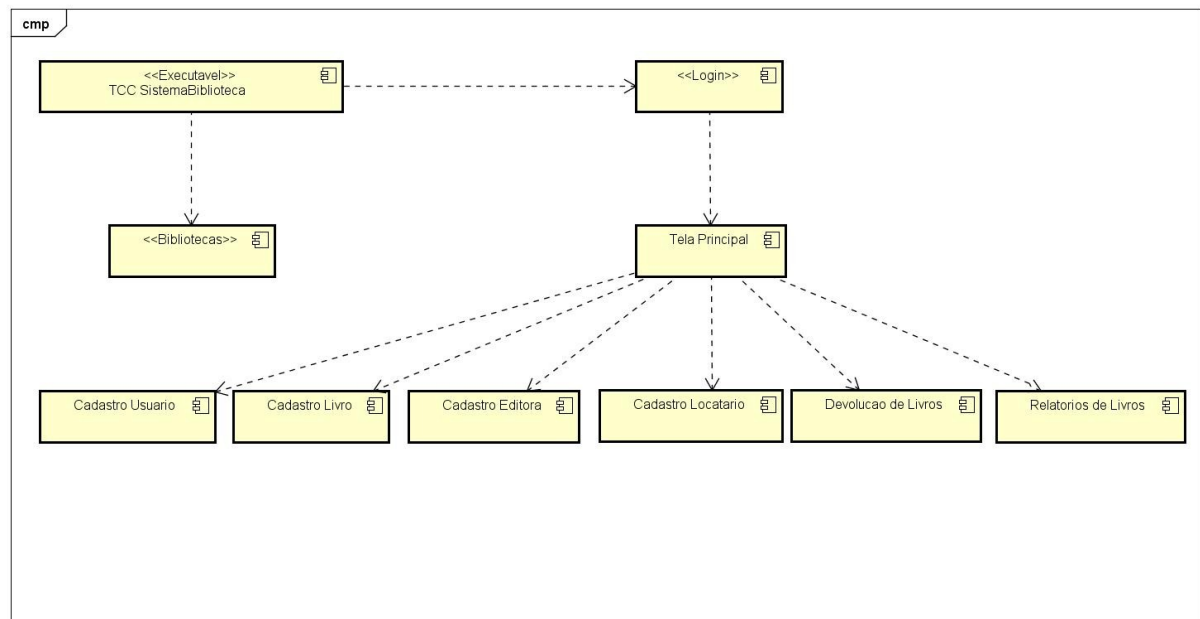 cmp
<<Executavel>>
TCC SistemaBiblioteca
<<Login>>
<<Bibliotecas>>
Tela Principal
Cadastro Usuario
Cadastro Livro
Cadastro Editora
Cadastro Locatario
Devolucao de Livros
Relatorios de Livros